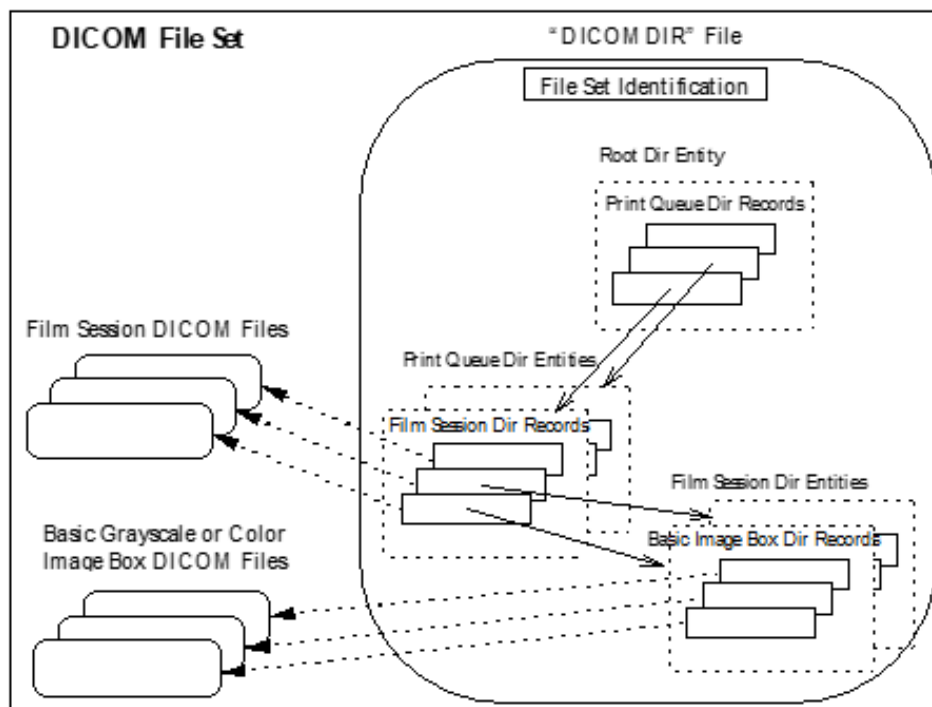 DICOM File Set
"DICOM DIR" File
File Set Identification
Root Dir Entity
Print Queue Dir Records
Film Session DICOM Files
Print Queue Dir Entities
Film Session Dir Records
Film Session Dir Entities
Basic Grayscale or Color
Image Box DICOM Files
Basic Image Box Dir Records